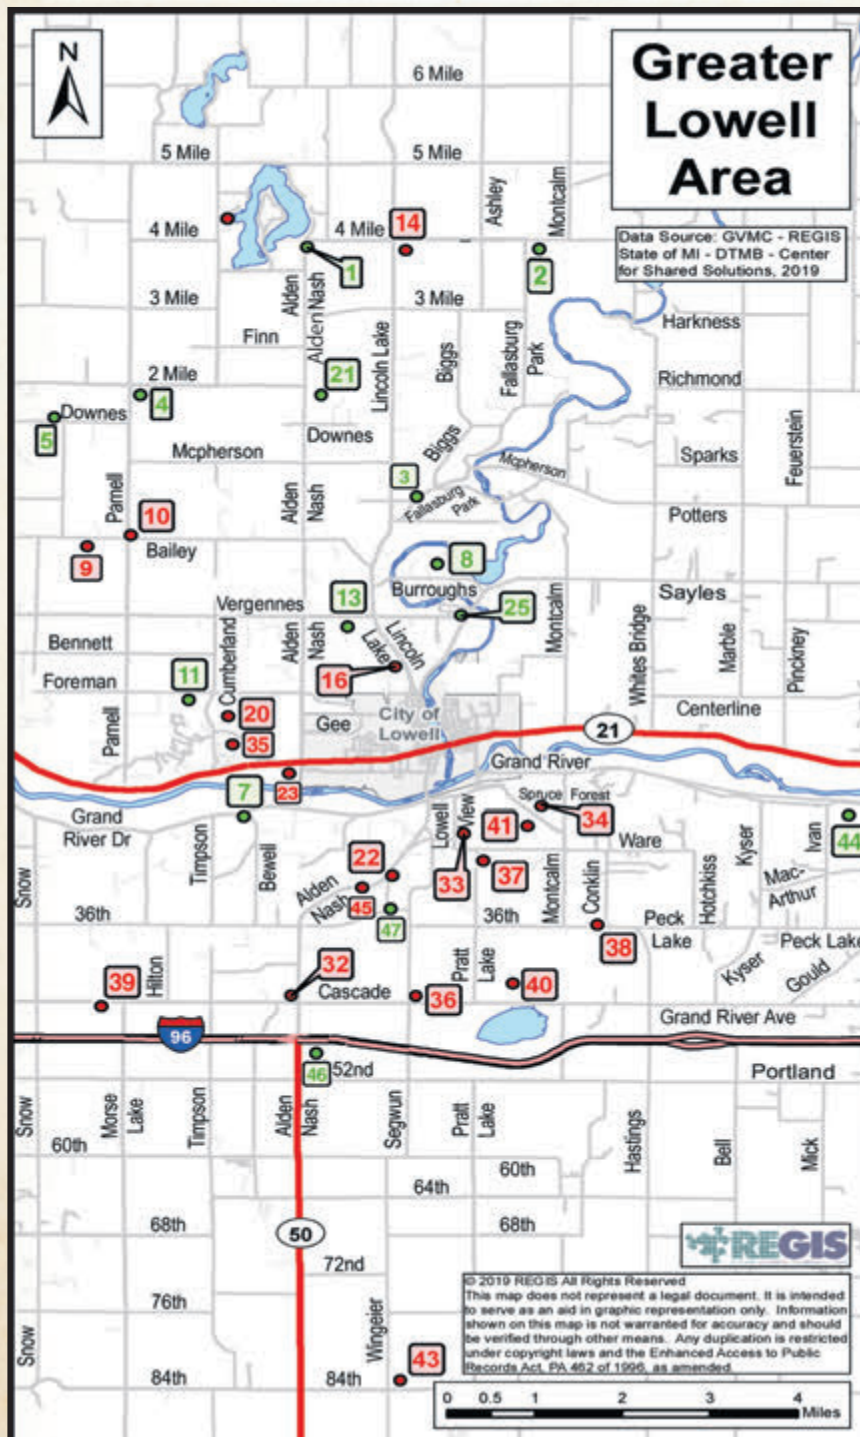 N
Greater
Lowell
Area
Data Source: GVMC - REGIS
State of MI - DTMB - Center
for Shared Solutions, 2019
6 Mile
5 Mile
5 Mile
Ashley
Montcalm
4 Mile
4 Mile
14
1
2
Alden
Nash
3 Mile
3 Mile
Harkness
Finn
Alden
Lincoln Lake
Biggs
Fallasburg
Park
2 Mile
21
Richmond
4
Downes
5
Downes
Mcpherson
Biggs
Mcpherson
Sparks
Feuerstein
Parnell
3
Fallasburg
Park
Alden
Nash
10
Potters
Bailey
9
8
Burroughs
Sayles
13
Vergennes
25
Bennett
Cumberland
Alden
Nash
Lincoln
Lake
Montcalm
Whites Bridge
Marble
Pinckney
11
Foreman
16
20
Gee
City of
Lowell
Centerline
Parnell
35
21
Grand River
23
7
Spruce Forest
Grand
River Dr
Lowell
View
41
34
Ware
Kyser
Ivan
44
Snow
Timpson
Bewell
22
33
37
Alden
Nash
45
47
Montcalm
Conklin
Hotchkiss
Mac-
Arthur
36th
36th
Peck
Lake
Peck Lake
38
Hilton
32
Pratt
Lake
Kyser
Gould
39
Cascade
36
40
Grand River Ave
96
46
52nd
Portland
Snow
Morse
Lake
Timpson
Alden
Nash
Segwun
Pratt
Lake
Hastings
Bell
Mick
60th
60th
64th
68th
68th
50
REGIS
72nd
© 2019 REGIS All Rights Reserved
This map does not represent a legal document. It is intended
to serve as an aid in graphic representation only. Information
shown on this map is not warranted for accuracy and should
be verified through other means. Any duplication is restricted
under copyright laws and the Enhanced Access to Public
Records Act, PA 462 of 1996, as amended.
76th
Snow
Wingeier
43
84th
84th
0 0.5 1 2 3 4
Miles